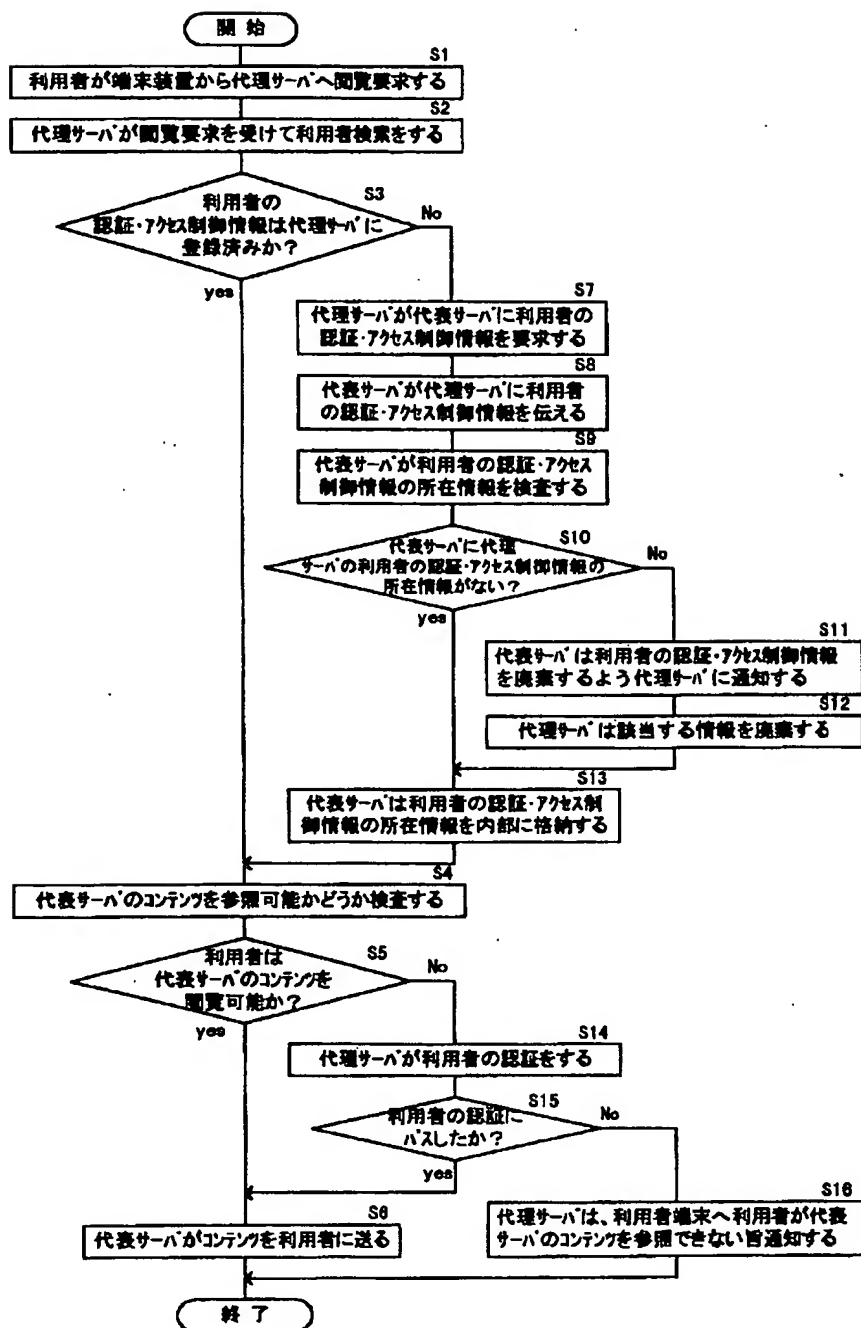 開 始
S1
利用者が端末装置から代理ｻｰﾊﾞへ閲覧要求する
S2
代理ｻｰﾊﾞが閲覧要求を受けて利用者検索をする
S3
利用者の
認証･ｱｸｾｽ制御情報は代理ｻｰﾊﾞに
登録済みか？
No
yes
S7
代理ｻｰﾊﾞが代表ｻｰﾊﾞに利用者の
認証･ｱｸｾｽ制御情報を要求する
S8
代表ｻｰﾊﾞが代理ｻｰﾊﾞに利用者
の認証･ｱｸｾｽ制御情報を伝える
S9
代表ｻｰﾊﾞが利用者の認証･ｱｸｾｽ
制御情報の所在情報を検査する
S10
代表ｻｰﾊﾞに代理
ｻｰﾊﾞの利用者の認証･ｱｸｾｽ制御情報の
所在情報がない？
No
yes
S11
代表ｻｰﾊﾞは利用者の認証･ｱｸｾｽ制御情報
を廃棄するよう代理ｻｰﾊﾞに通知する
S12
代理ｻｰﾊﾞは該当する情報を廃棄する
S13
代表ｻｰﾊﾞは利用者の認証･ｱｸｾｽ制
御情報の所在情報を内部に格納する
S4
代表ｻｰﾊﾞのｺﾝﾃﾝﾂを参照可能かどうか検査する
S5
利用者は
代表ｻｰﾊﾞのｺﾝﾃﾝﾂを
閲覧可能か？
No
yes
S14
代理ｻｰﾊﾞが利用者の認証をする
S15
利用者の認証に
ﾊﾟｽしたか？
No
yes
S6
代表ｻｰﾊﾞがｺﾝﾃﾝﾂを利用者に送る
S16
代理ｻｰﾊﾞは、利用者端末へ利用者が代表
ｻｰﾊﾞのｺﾝﾃﾝﾂを参照できない旨通知する
終 了